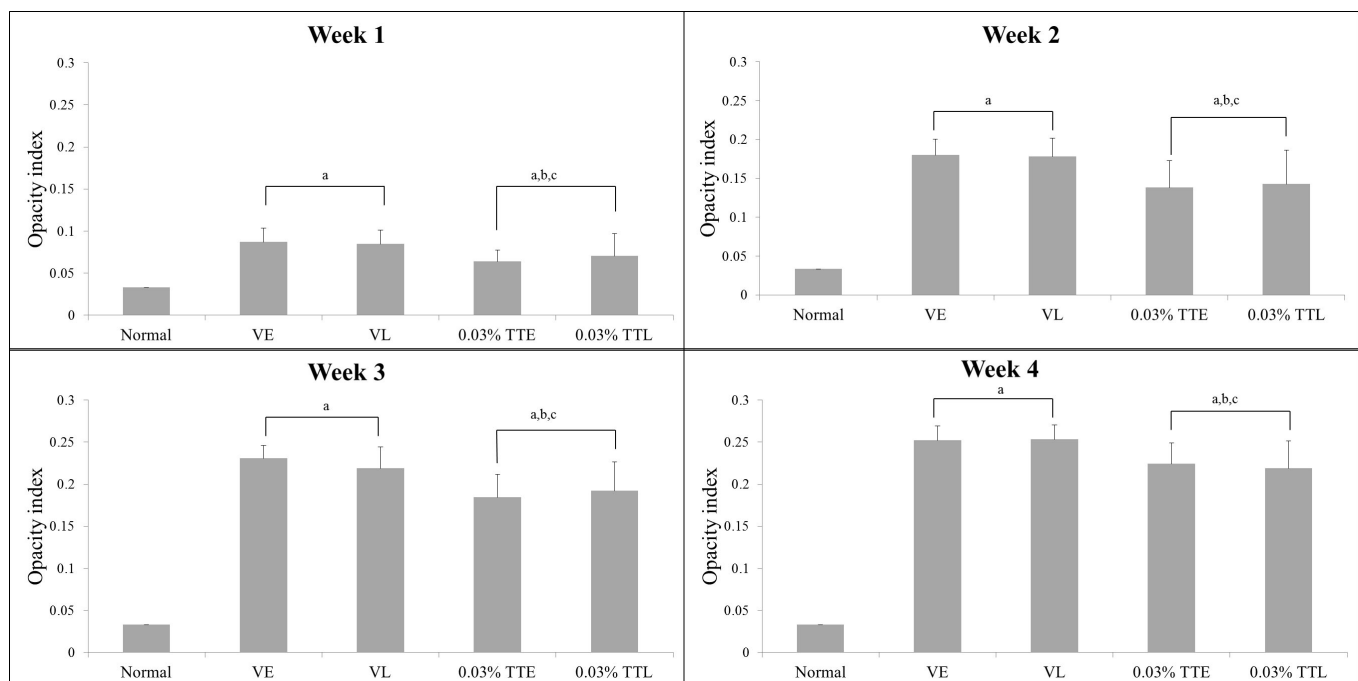 Week 1
Opacity index
0.3
0.25
0.2
0.15
0.1
0.05
0
a
a,b,c
Normal VE VL 0.03% TTE 0.03% TTL
Week 2
Opacity index
0.3
0.25
0.2
0.15
0.1
0.05
0
a
a,b,c
Normal VE VL 0.03% TTE 0.03% TTL
Week 3
Opacity index
0.3
0.25
0.2
0.15
0.1
0.05
0
a
a,b,c
Normal VE VL 0.03% TTE 0.03% TTL
Week 4
Opacity index
0.3
0.25
0.2
0.15
0.1
0.05
0
a
a,b,c
Normal VE VL 0.03% TTE 0.03% TTL